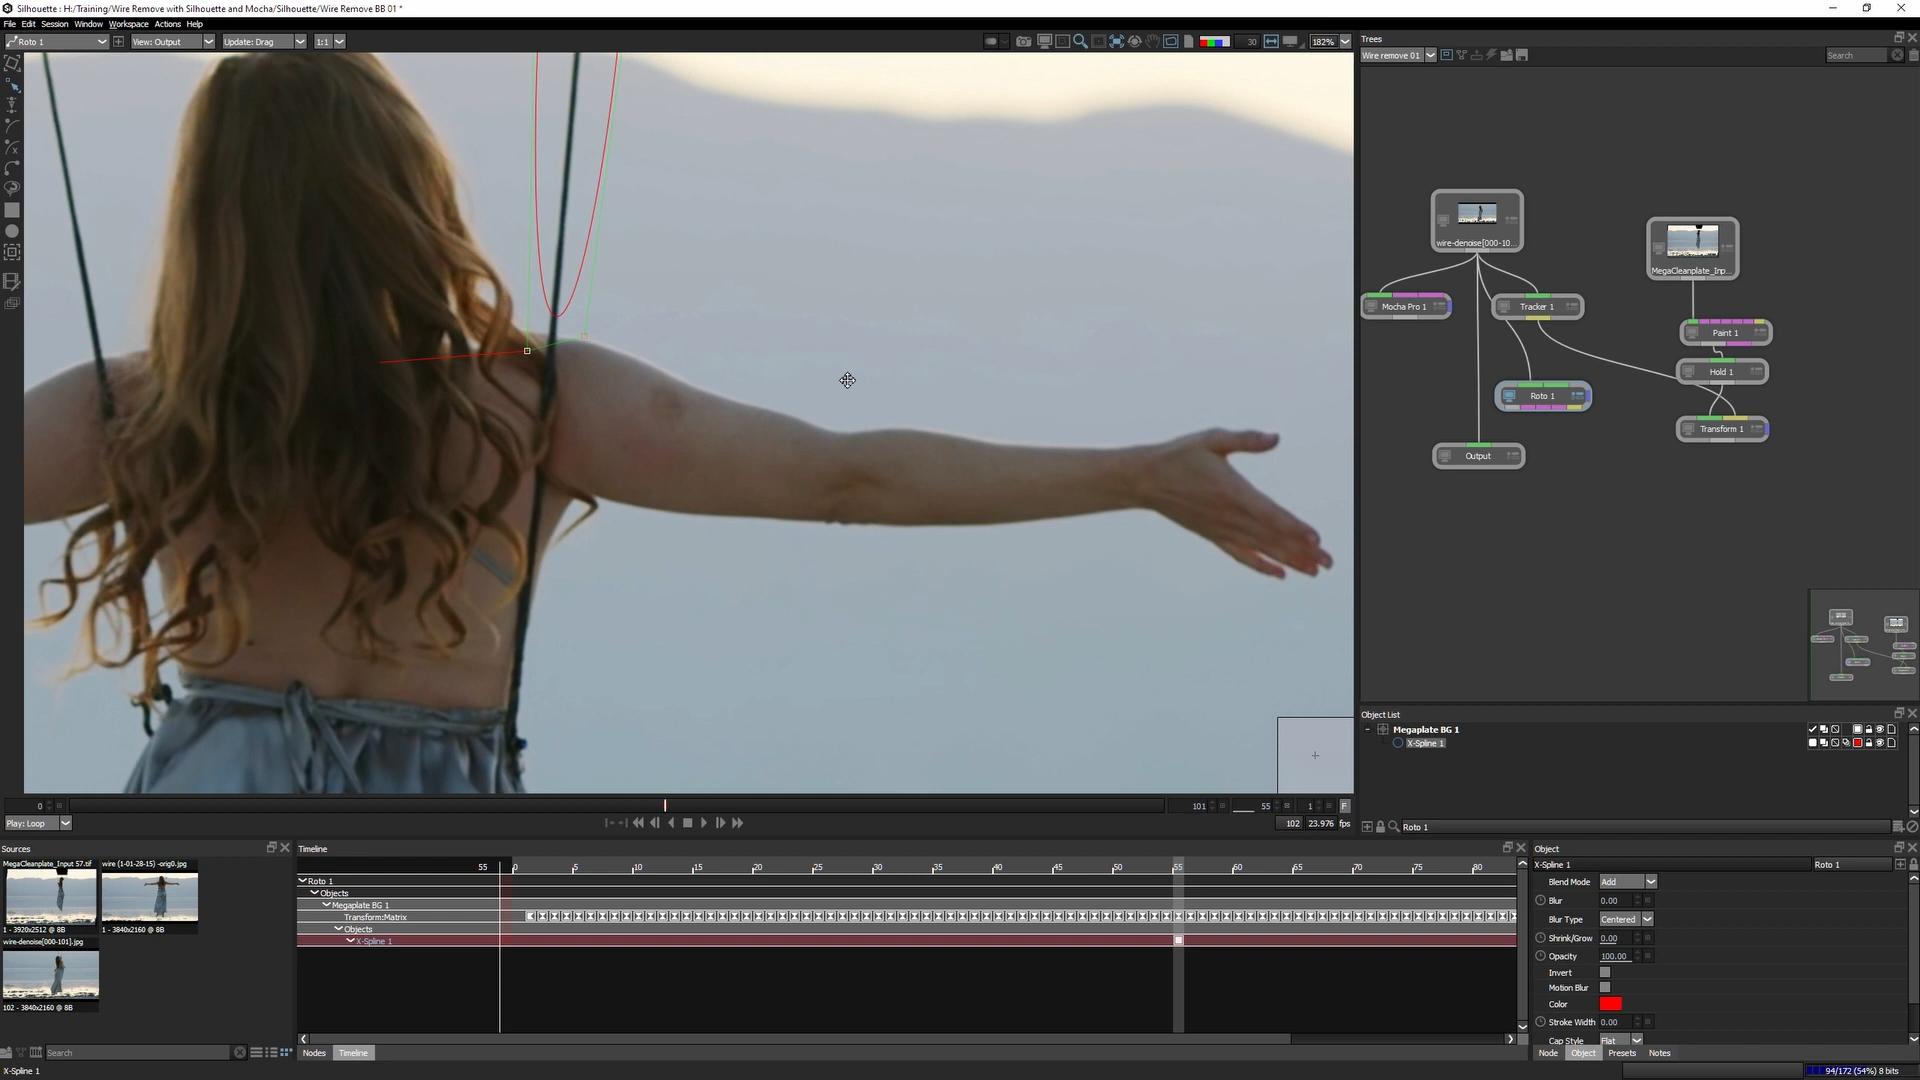 Silhouette : H:/Training/Wire Remove with Silhouette and Mocha/Silhouette/Wire Remove BB 01 *
File Edit Session Window Workspace Actions Help
Roto 1 View: Output Update: Drag 1:1 30 182%
Trees
Wire remove 01 Search
wire-denoise[000-10...
MegaCleanplate_Inp...
Mocha Pro 1
Tracker 1
Paint 1
Hold 1
Roto 1
Transform 1
Output
Object List
Megaplate BG 1
X-Spline 1
0 101 55 1 F
Play: Loop 102 23.976 fps
Roto 1
Sources
MegaCleanplate_Input 57.tif wire (1-01-28-15) -orig0.jpg
1 - 3920x2512 @ 8B 1 - 3840x2160 @ 8B
wire-denoise[000-101].jpg
102 - 3840x2160 @ 8B
Search
Timeline
55 0 5 10 15 20 25 30 35 40 45 50 55 60 65 70 75 80
Roto 1
Objects
Megaplate BG 1
Transform:Matrix
Objects
X-Spline 1
Nodes Timeline
Object
X-Spline 1 Roto 1
Blend Mode Add
Blur 0.00
Blur Type Centered
Shrink/Grow 0.00
Opacity 100.00
Invert
Motion Blur
Color
Stroke Width 0.00
Cap Style Flat
Node Object Presets Notes
X-Spline 1
94/172 (54%) 8 bits